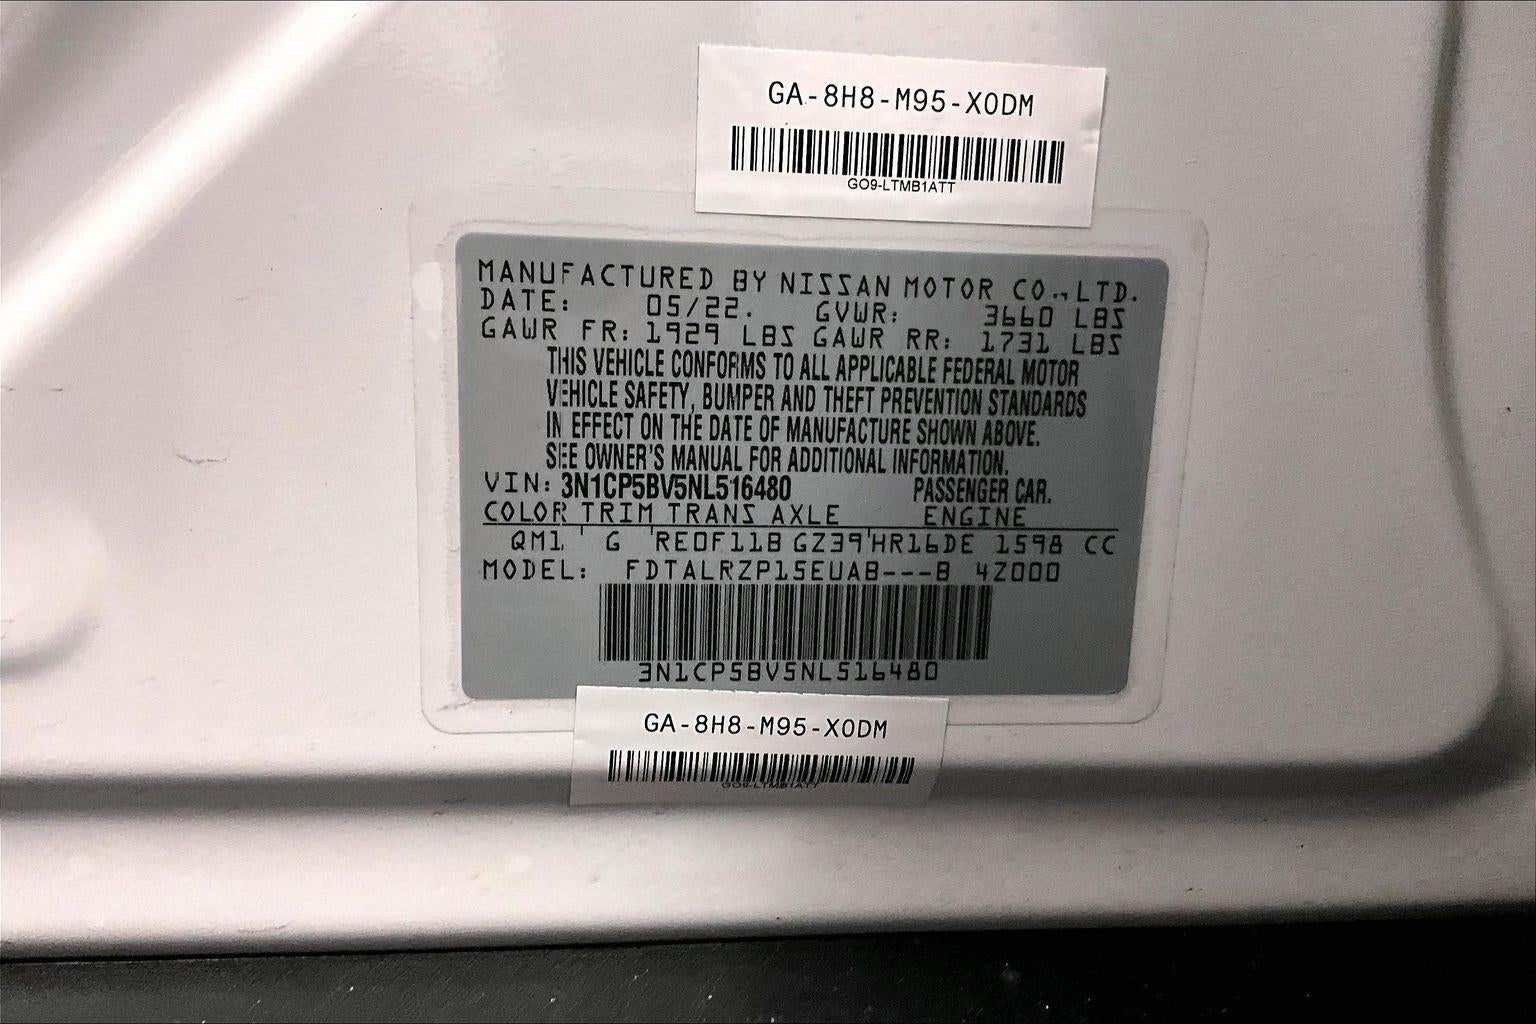 GA-8H8-M95-X0DM
GO9-LTMB1ATT
MANUFACTURED BY NISSAN MOTOR CO.,LTD.
DATE: 05/22. GVWR: 3660 LBS
GAWR FR: 1929 LBS GAWR RR: 1731 LBS
THIS VEHICLE CONFORMS TO ALL APPLICABLE FEDERAL MOTOR
VEHICLE SAFETY, BUMPER AND THEFT PREVENTION STANDARDS
IN EFFECT ON THE DATE OF MANUFACTURE SHOWN ABOVE.
SEE OWNER'S MANUAL FOR ADDITIONAL INFORMATION.
VIN: 3N1CP5BV5NL516480 PASSENGER CAR.
COLOR TRIM TRANS AXLE ENGINE
QM1 ' G 'RE0F11B GZ39'HR16DE 1598 CC
MODEL: FDTALRZP15EUAB---B 4Z000
3N1CP5BV5NL516480
GA-8H8-M95-X0DM
GO9-LTMB1ATT